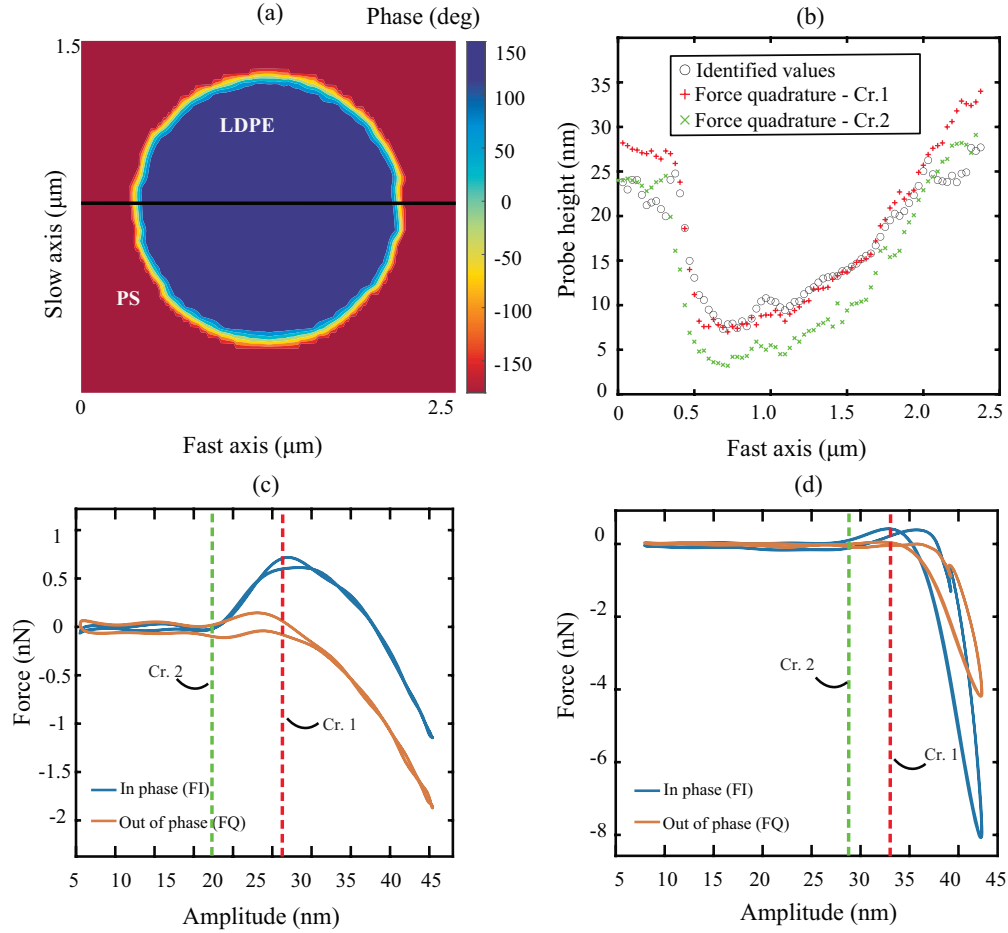 (a)
Phase (deg)
1.5
Slow axis (μm)
LDPE
PS
0
2.5
Fast axis (μm)
150
100
50
0
-50
-100
-150
(b)
Identified values
Force quadrature - Cr.1
Force quadrature - Cr.2
Probe height (nm)
35
30
25
20
15
10
5
0
0
0.5
1.0
1.5
2.0
2.5
Fast axis (μm)
(c)
Force (nN)
1
0.5
0
-0.5
-1
-1.5
-2
Cr. 2
Cr. 1
In phase (FI)
Out of phase (FQ)
5
10
15
20
30
25
30
35
40
45
Amplitude (nm)
(d)
Force (nN)
0
-2
-4
-6
-8
Cr. 2
Cr. 1
In phase (FI)
Out of phase (FQ)
5
10
15
20
30
25
30
35
40
45
Amplitude (nm)